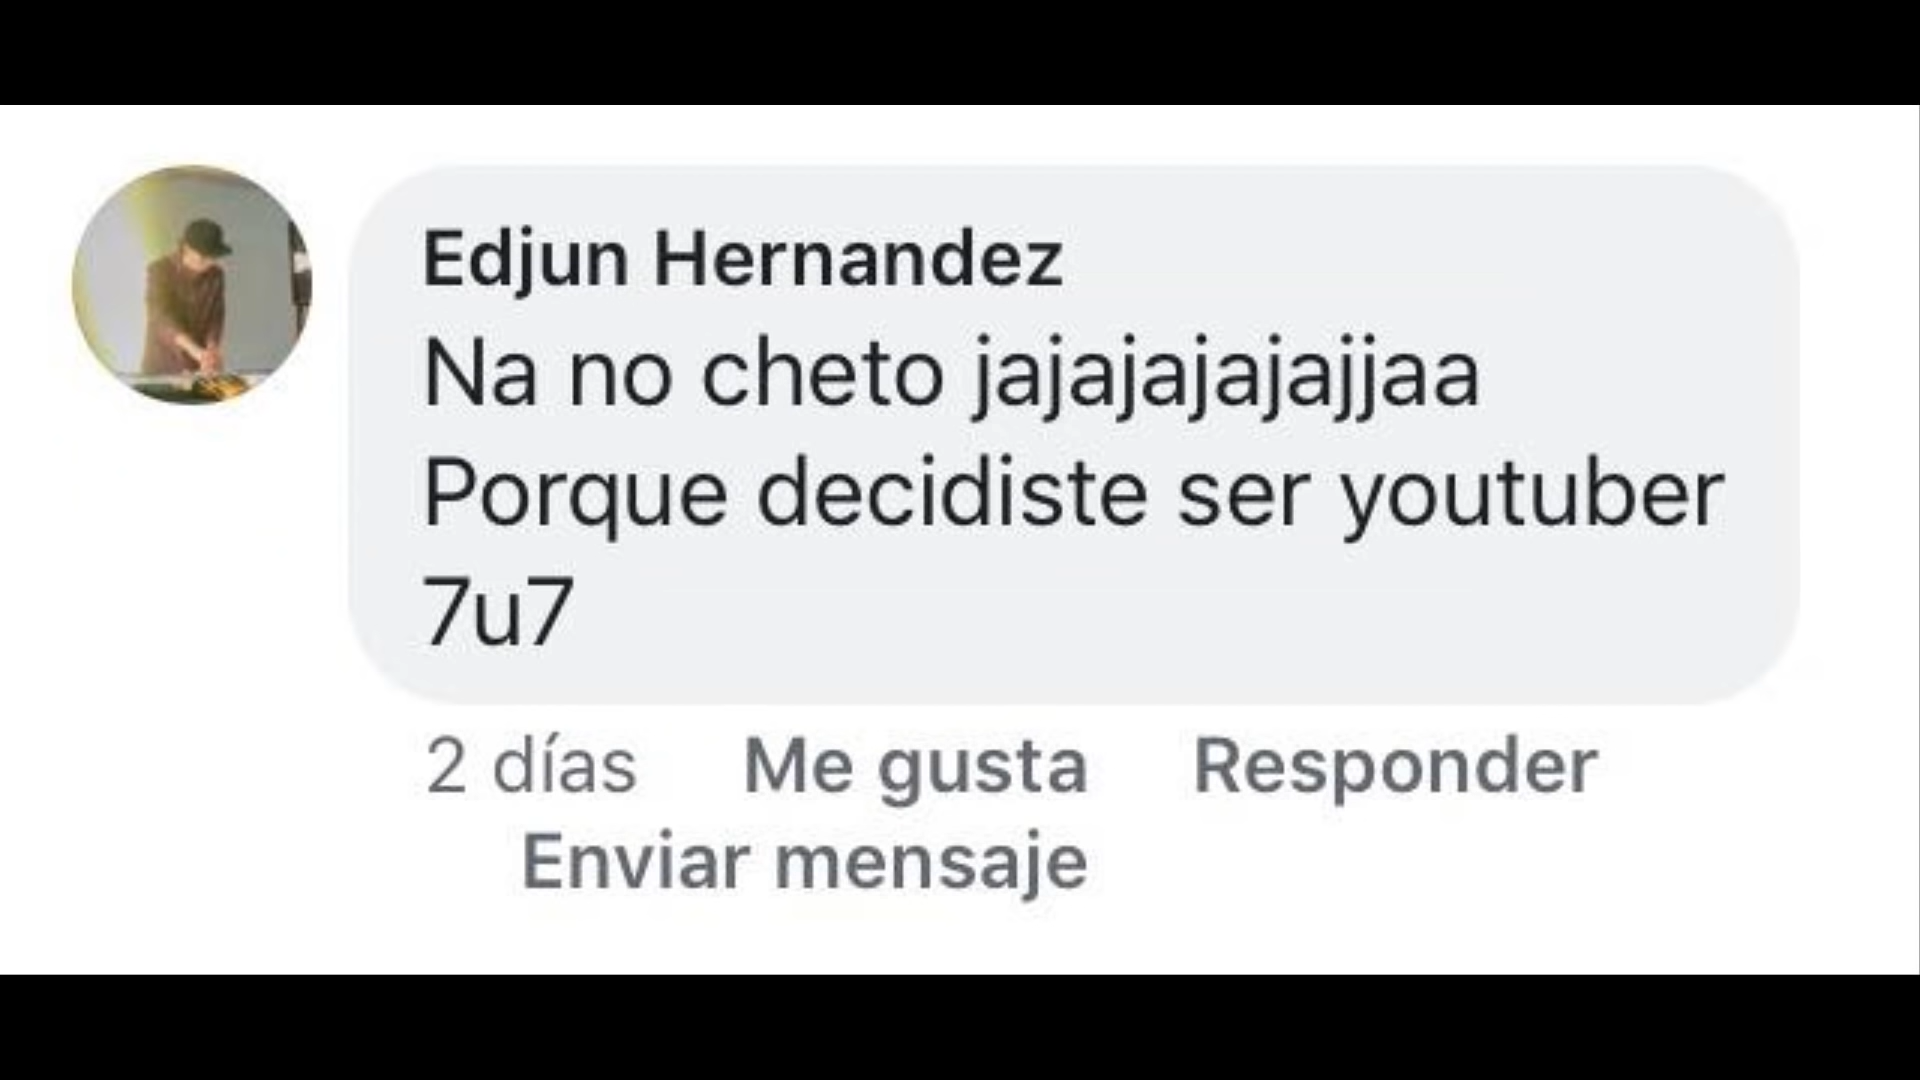 Edjun Hernandez
Na no cheto jajajajajajjaa
Porque decidiste ser youtuber
7u7
2 días Me gusta Responder
Enviar mensaje